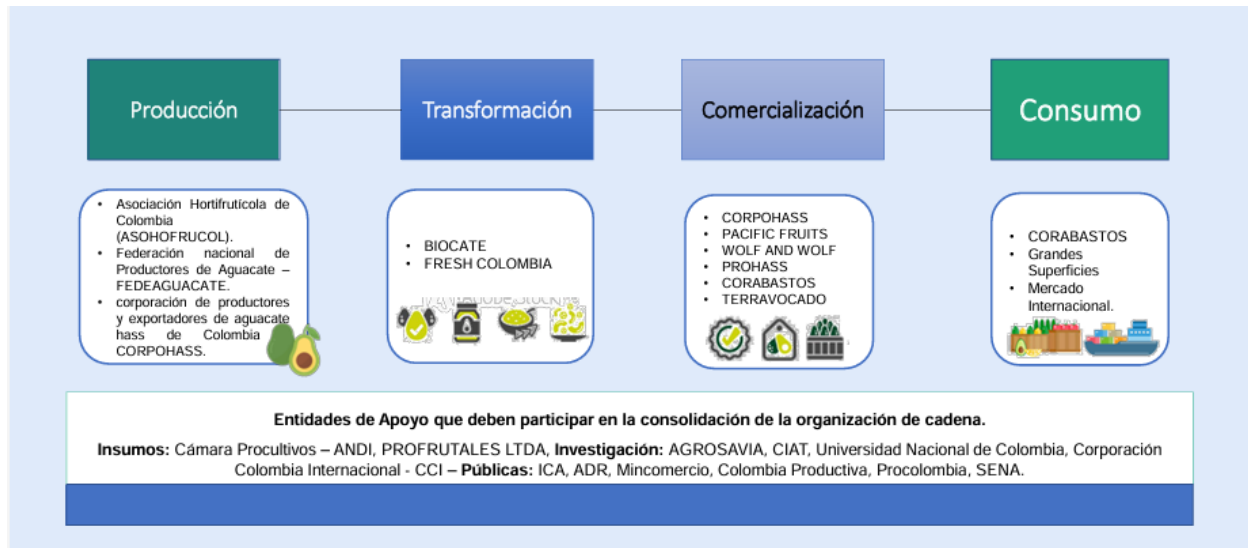 Producción
Transformación
Comercialización
Consumo
• Asociación Hortifrutícola de
Colombia
(ASOHOFRUCOL).
• Federación nacional de
Productores de Aguacate –
FEDEAGUACATE.
• corporación de productores
y exportadores de aguacate
hass de Colombia
CORPOHASS.
• BIOCATE
• FRESH COLOMBIA
• CORPOHASS
• PACIFIC FRUITS
• WOLF AND WOLF
• PROHASS
• CORABASTOS
• TERRAVOCADO
• CORABASTOS
• Grandes
Superficies
• Mercado
Internacional.
Entidades de Apoyo que deben participar en la consolidación de la organización de cadena.
Insumos: Cámara Procultivos – ANDI, PROFRUTALES LTDA, Investigación: AGROSAVIA, CIAT, Universidad Nacional de Colombia, Corporación
Colombia Internacional - CCI – Públicas: ICA, ADR, Mincomercio, Colombia Productiva, Procolombia, SENA.